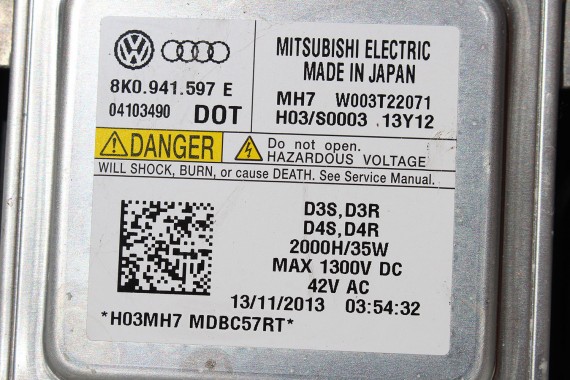 8K0.941.597 E
04103490 DOT
MITSUBISHI ELECTRIC
MADE IN JAPAN
MH7 W003T22071
H03/S0003 .13Y12
DANGER
Do not open.
HAZARDOUS VOLTAGE
WILL SHOCK, BURN, or cause DEATH. See Service Manual.
D3S,D3R
D4S,D4R
2000H/35W
MAX 1300V DC
42V AC
13/11/2013 03:54:32
*H03MH7 MDBC57RT*